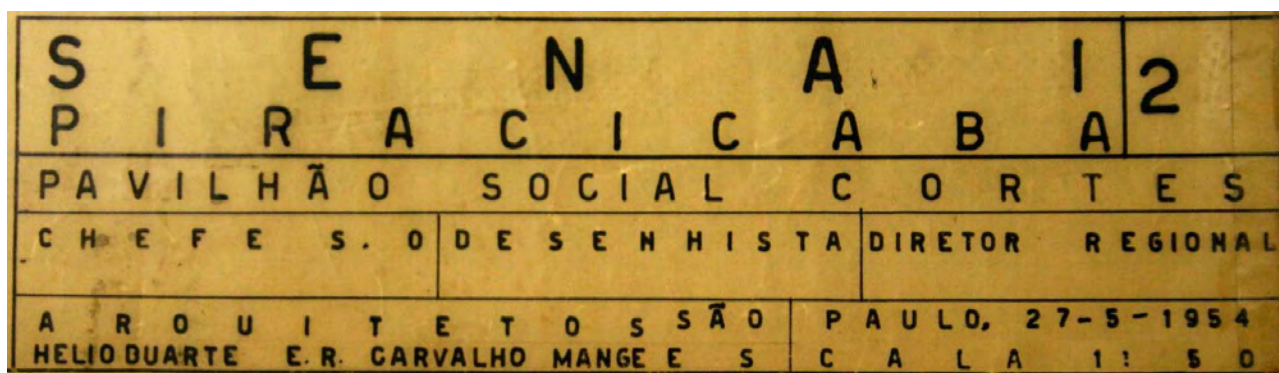 SENAI
2
PIRACICABA
PAVILHÃO SOCIAL CORTES
CHEFE S.O
DESENHISTA
DIRETOR REGIONAL
ARQUITETOS
SÃO PAULO, 27-5-1954
HELIO DUARTE E.R. CARVALHO MANGE
ESCALA 1:50